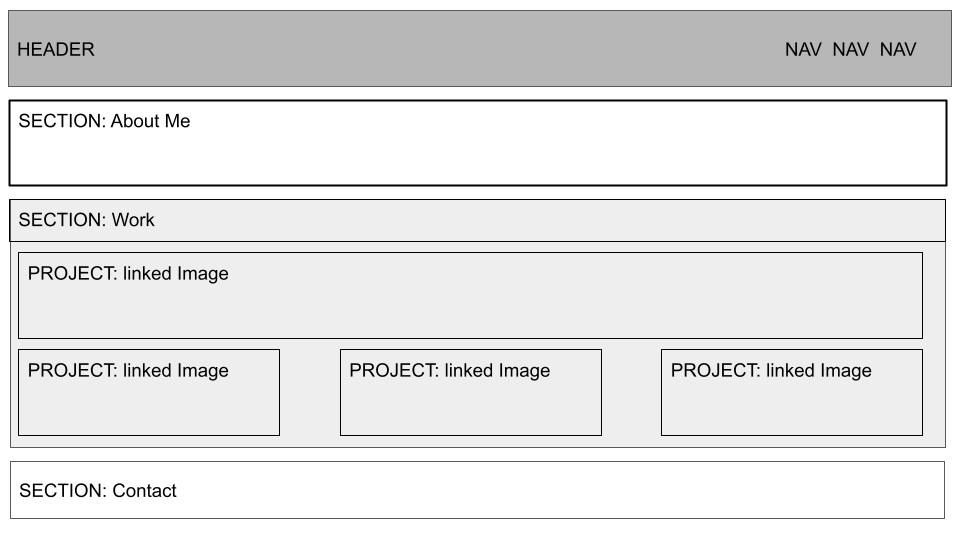 HEADER NAV NAV NAV
SECTION: About Me
SECTION: Work
PROJECT: linked Image
PROJECT: linked Image PROJECT: linked Image PROJECT: linked Image
SECTION: Contact